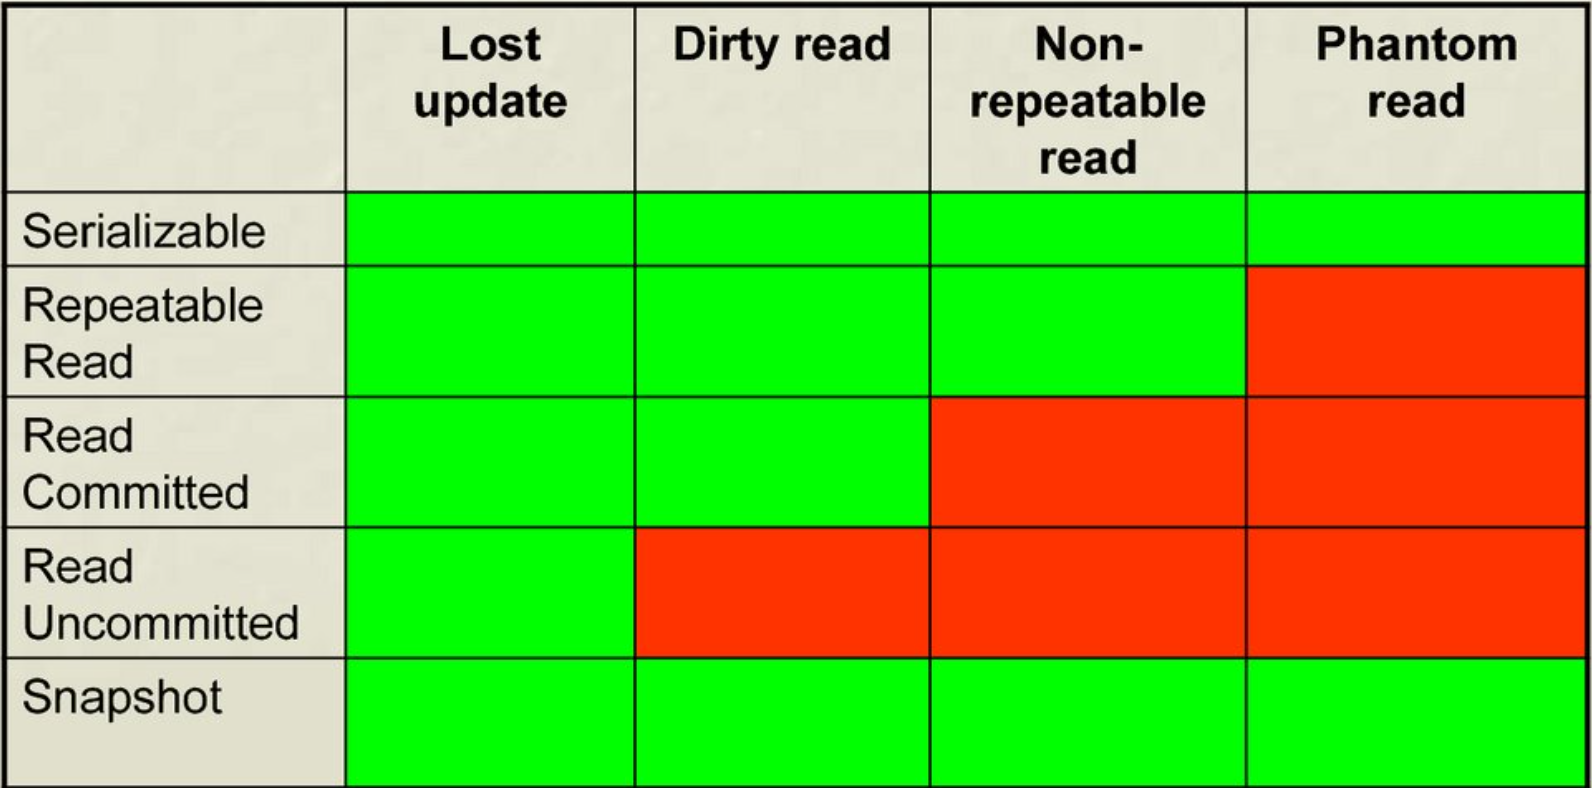 Lost
update
Dirty read
Non-
repeatable
read
Phantom
read
Serializable
Repeatable
Read
Read
Committed
Read
Uncommitted
Snapshot